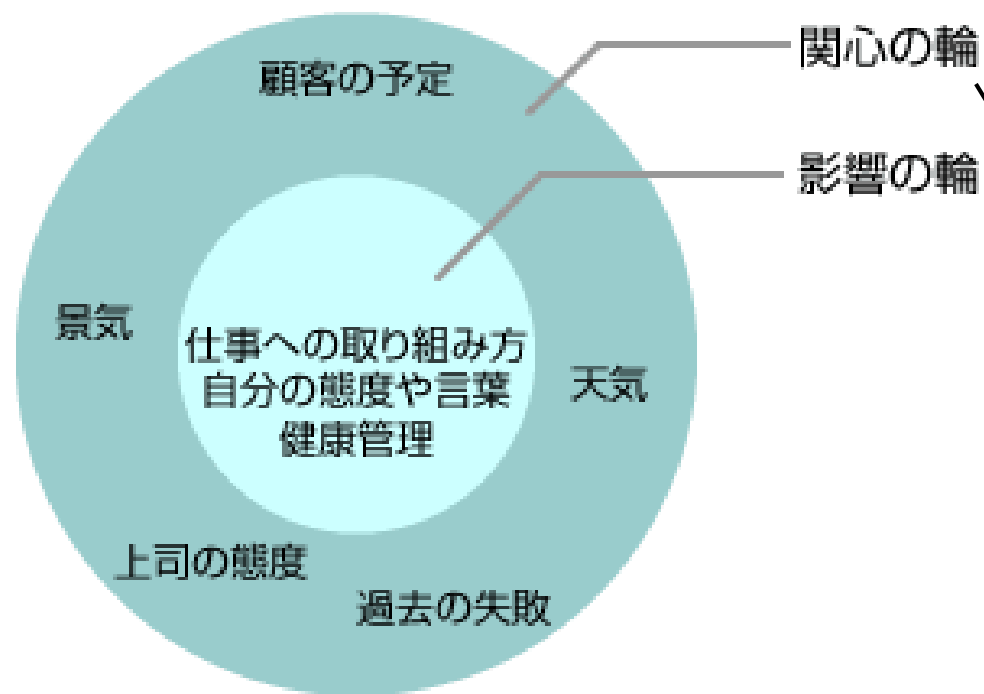 関心の輪
顧客の予定
影響の輪
景気
仕事への取り組み方
自分の態度や言葉
健康管理
天気
上司の態度
過去の失敗